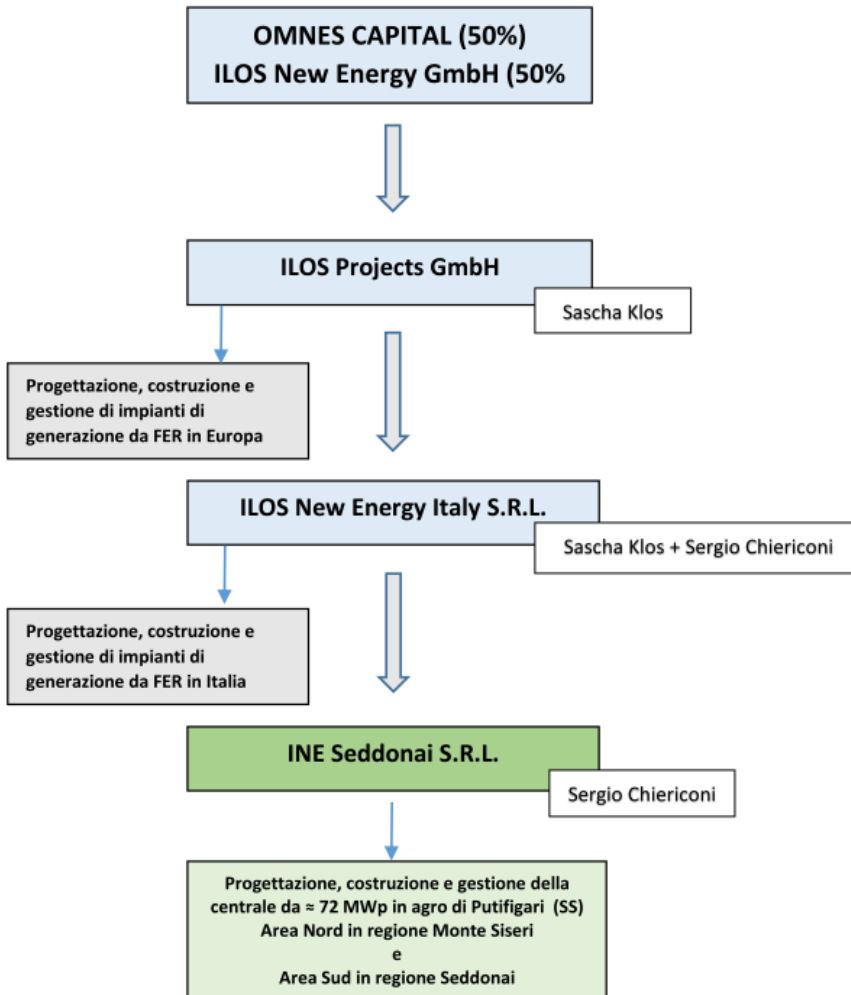 OMNES CAPITAL (50%)
ILOS New Energy GmbH (50%
ILOS Projects GmbH
Sascha Klos
Progettazione, costruzione e
gestione di impianti di
generazione da FER in Europa
ILOS New Energy Italy S.R.L.
Sascha Klos + Sergio Chiericoni
Progettazione, costruzione e
gestione di impianti di
generazione da FER in Italia
INE Seddonai S.R.L.
Sergio Chiericoni
Progettazione, costruzione e gestione della
centrale da ≈ 72 MWp in agro di Putifigari (SS)
Area Nord in regione Monte Siseri
e
Area Sud in regione Seddonai